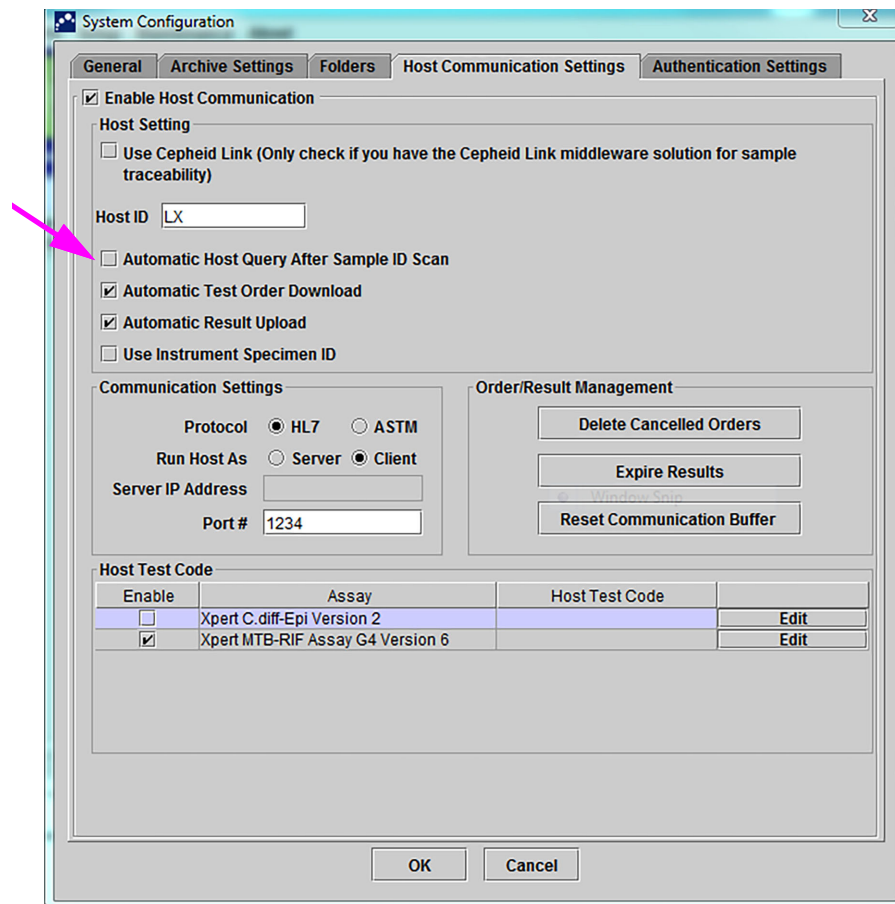 System Configuration
General Archive Settings Folders Host Communication Settings Authentication Settings
Enable Host Communication
Host Setting
Use Cepheid Link (Only check if you have the Cepheid Link middleware solution for sample
traceability)
Host ID LX
Automatic Host Query After Sample ID Scan
Automatic Test Order Download
Automatic Result Upload
Use Instrument Specimen ID
Communication Settings
Protocol HL7 ASTM
Run Host As Server Client
Server IP Address
Port # 1234
Order/Result Management
Delete Cancelled Orders
Expire Results
Window Snip
Reset Communication Buffer
Host Test Code
Enable Assay Host Test Code
Xpert C.diff-Epi Version 2 Edit
Xpert MTB-RIF Assay G4 Version 6 Edit
OK Cancel